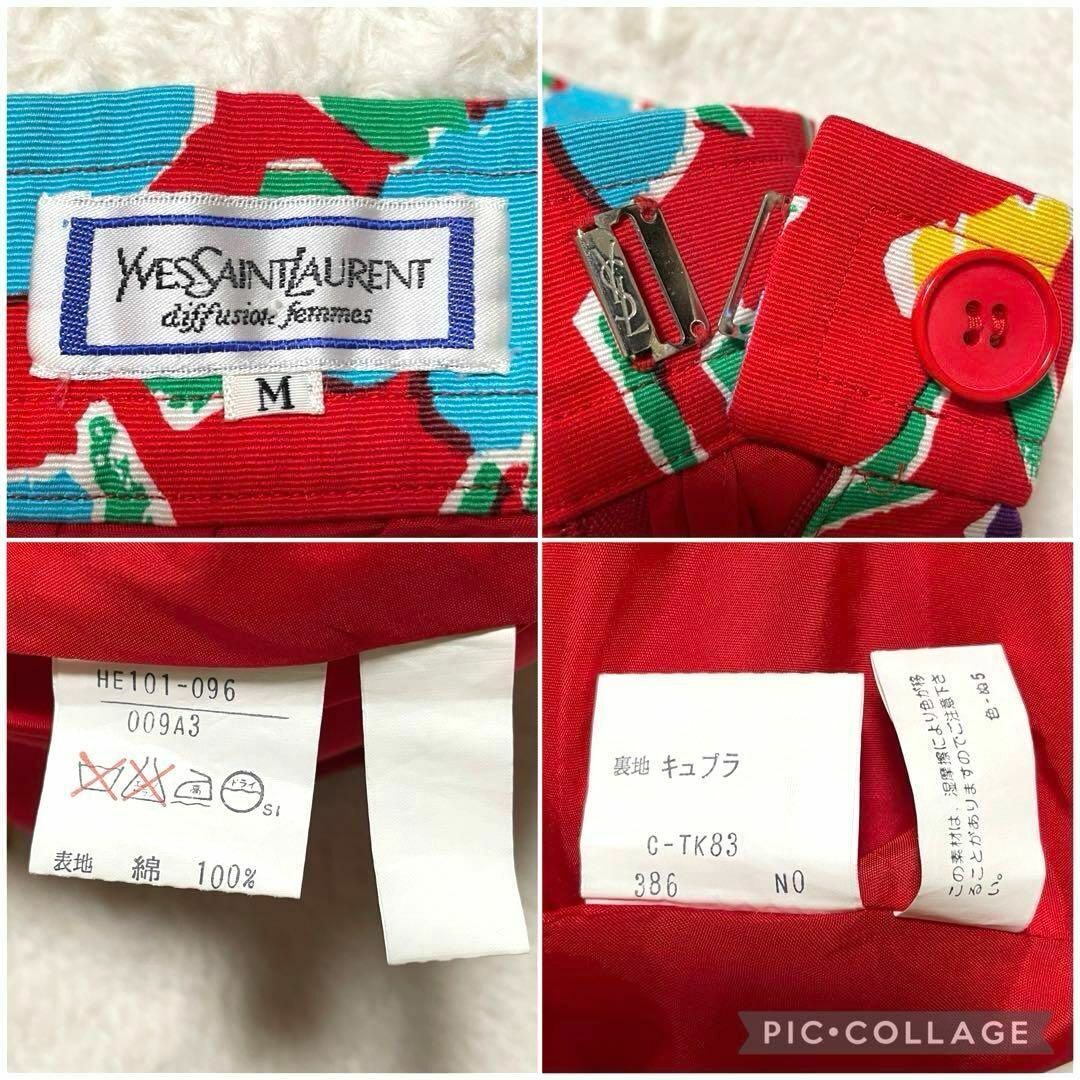 YVES SAINT LAURENT
diffusion femmes
M
YSL
HE101-096
009A3
ドライ
SI
高
表地 綿 100%
裏地 キュプラ
C-TK83
386 NO
色-ぬ5
この素材は、湿摩擦により色が移
ることがありますのでご注意下さ
い。
PIC•COLLAGE